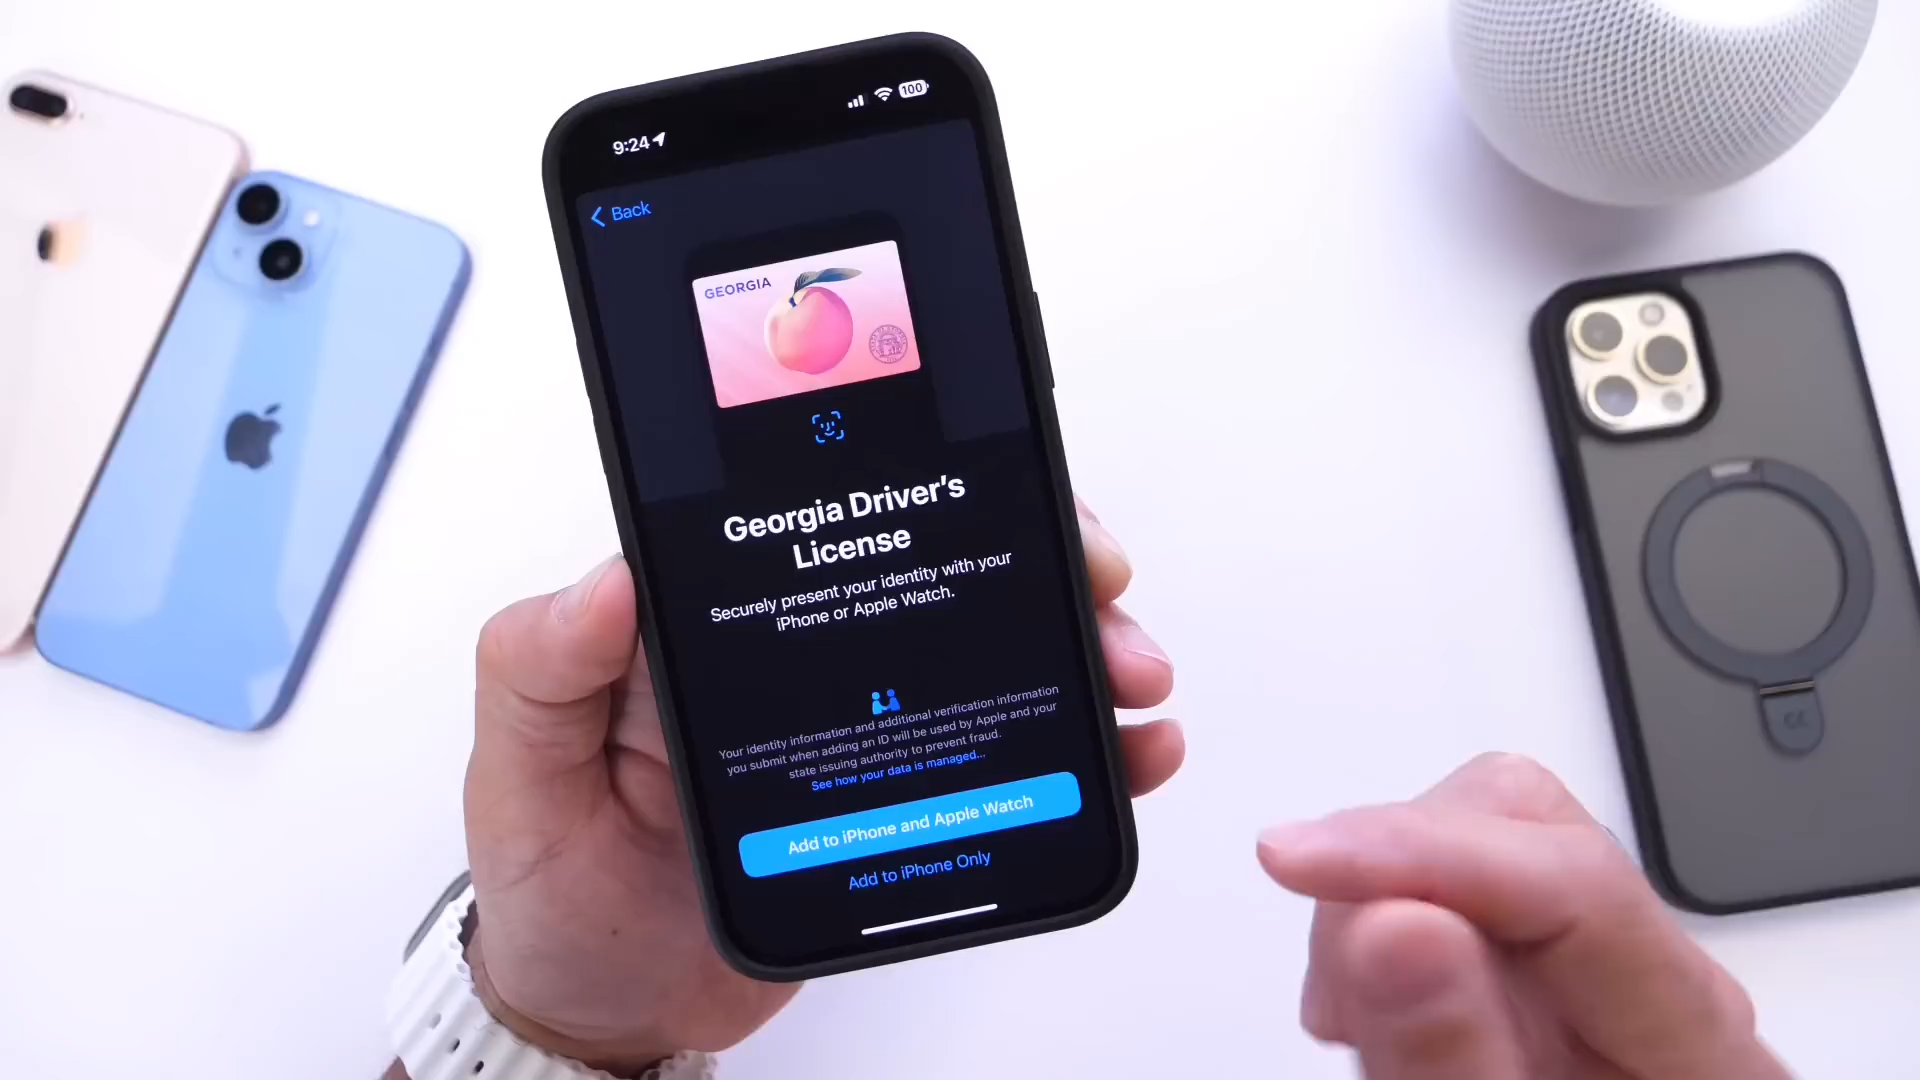 9:24
100
Back
GEORGIA
Georgia Driver’s
License
Securely present your identity with your
iPhone or Apple Watch.
Your identity information and additional verification information
you submit when adding an ID will be used by Apple and your
state issuing authority to prevent fraud.
See how your data is managed...
Add to iPhone and Apple Watch
Add to iPhone Only